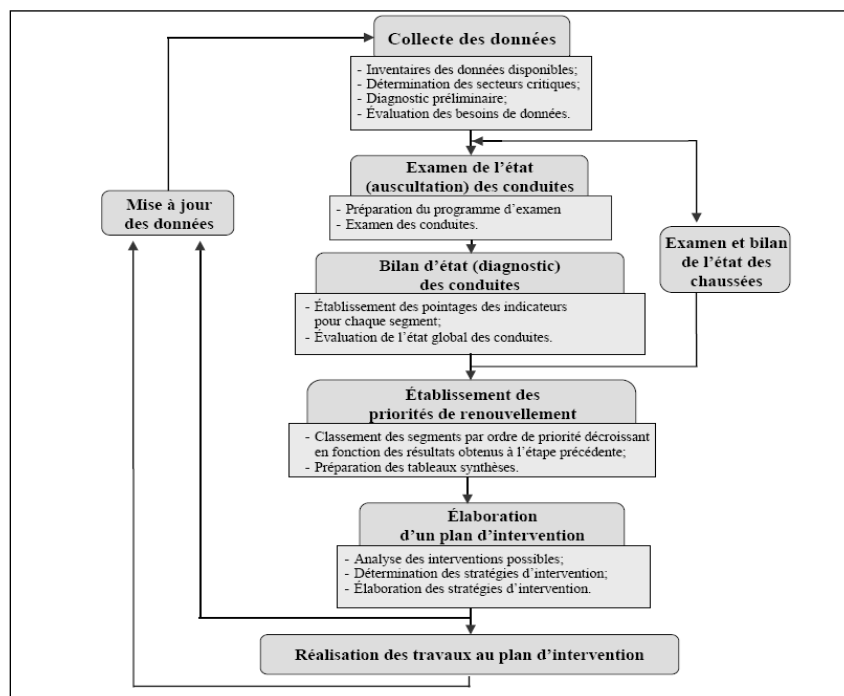 Collecte des données
- Inventaires des données disponibles;
- Détermination des secteurs critiques;
- Diagnostic préliminaire;
- Évaluation des besoins de données.
Examen de l'état
(auscultation) des conduites
- Préparation du programme d'examen
- Examen des conduites.
Mise à jour
des données
Examen et bilan
de l'état des
chaussées
Bilan d'état (diagnostic)
des conduites
- Établissement des pointages des indicateurs
pour chaque segment;
- Évaluation de l'état global des conduites.
Établissement des
priorités de renouvellement
- Classement des segments par ordre de priorité décroissant
en fonction des résultats obtenus à l'étape précédente;
- Préparation des tableaux synthèses.
Élaboration
d'un plan d'intervention
- Analyse des interventions possibles;
- Détermination des stratégies d'intervention;
- Élaboration des stratégies d'intervention.
Réalisation des travaux au plan d'intervention